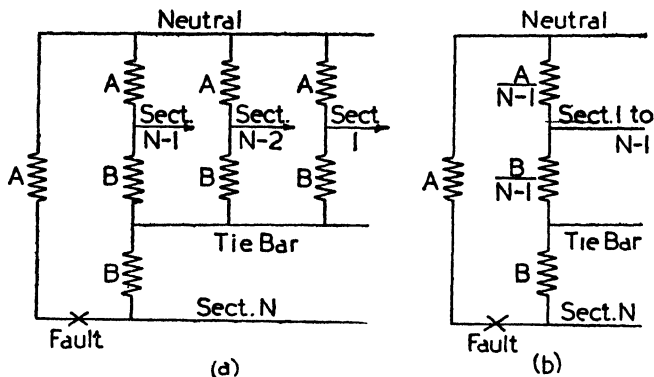 Neutral
A
A
A
A
Sect.
N-1
Sect.
N-2
Sect
1
B
B
B
Tie Bar
B
Sect. N
Fault
(a)
Neutral
A
N-1
Sect. 1 to
N-1
A
B
N-1
Tie Bar
B
Sect. N
Fault
(b)